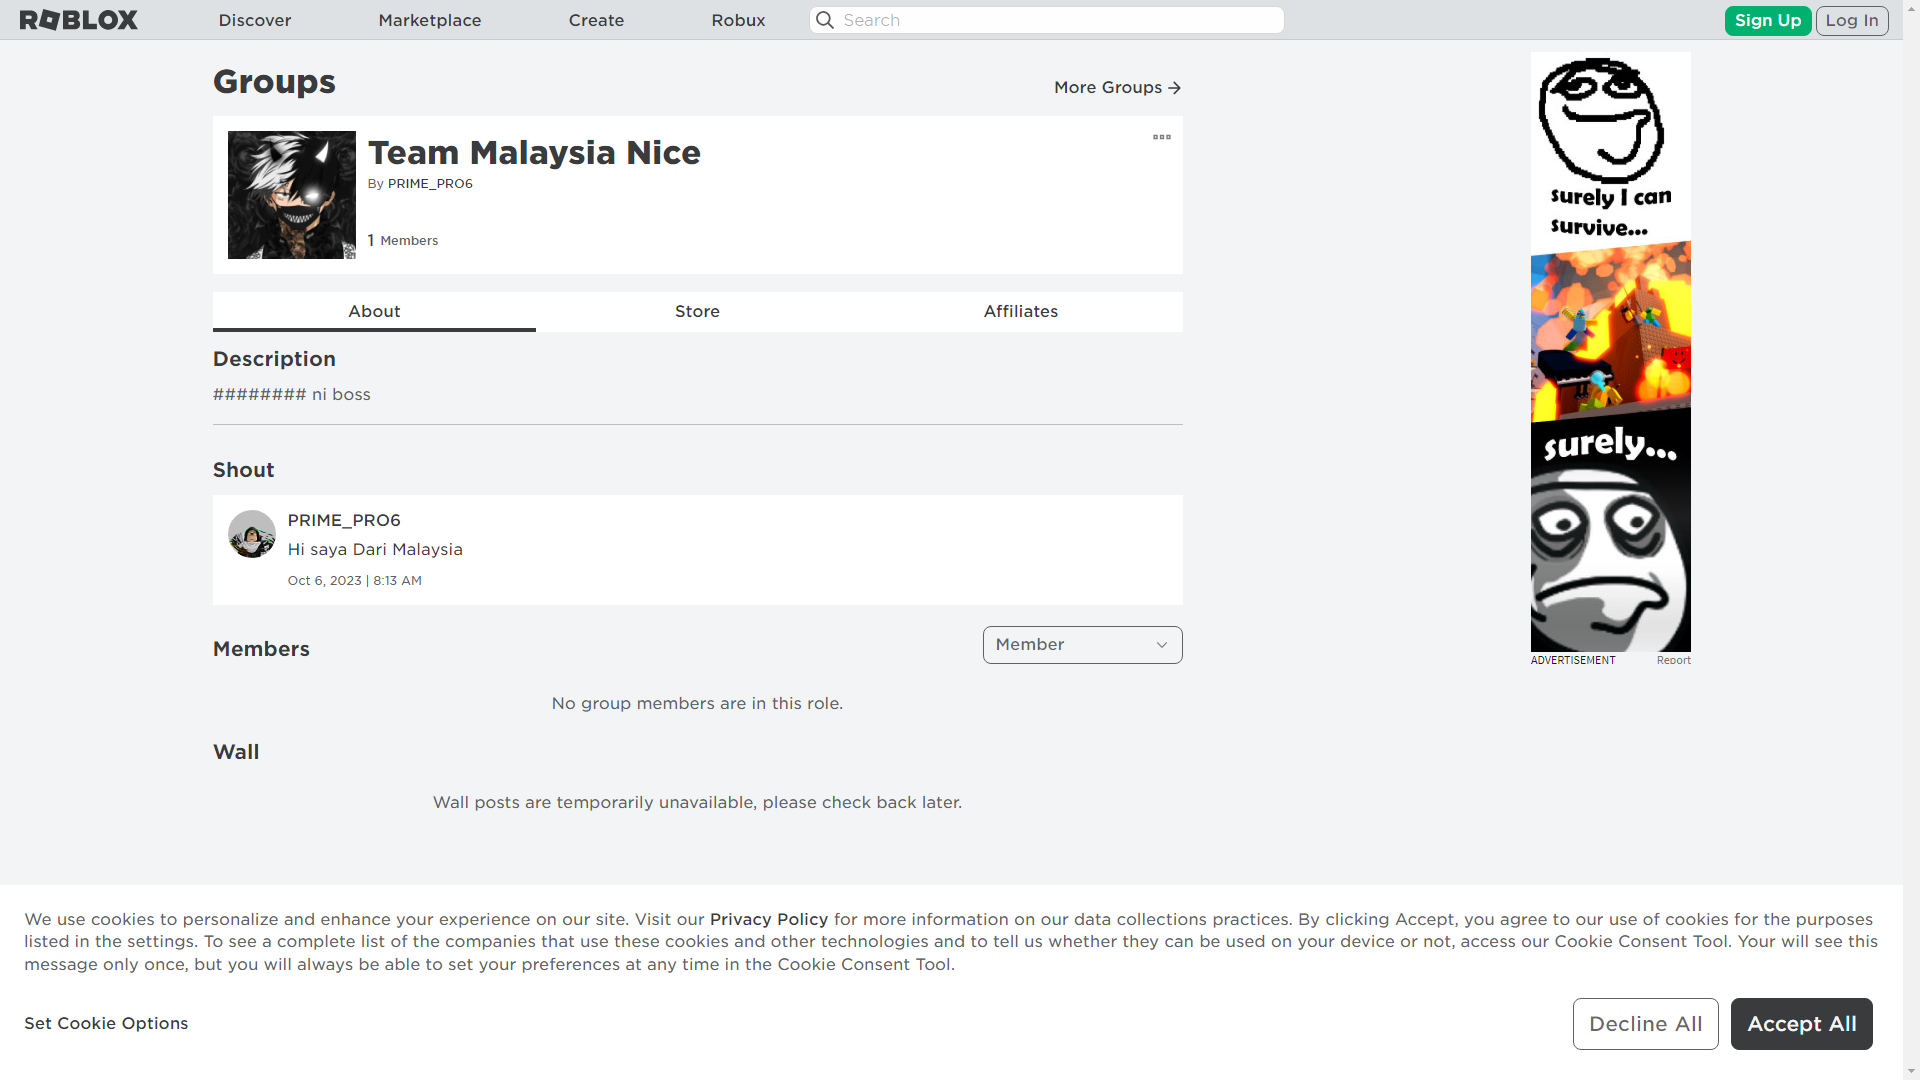 ROBLOX
Discover
Marketplace
Create
Robux
Search
Sign Up
Log In
Groups
More Groups
Team Malaysia Nice
By PRIME_PRO6
1 Members
About
Store
Affiliates
Description
######## ni boss
Shout
PRIME_PRO6
Hi saya Dari Malaysia
Oct 6, 2023 | 8:13 AM
Members
Member
No group members are in this role.
Wall
Wall posts are temporarily unavailable, please check back later.
surely I can
survive...
surely...
ADVERTISEMENT
Report
We use cookies to personalize and enhance your experience on our site. Visit our Privacy Policy for more information on our data collections practices. By clicking Accept, you agree to our use of cookies for the purposes
listed in the settings. To see a complete list of the companies that use these cookies and other technologies and to tell us whether they can be used on your device or not, access our Cookie Consent Tool. Your will see this
message only once, but you will always be able to set your preferences at any time in the Cookie Consent Tool.
Set Cookie Options
Decline All
Accept All